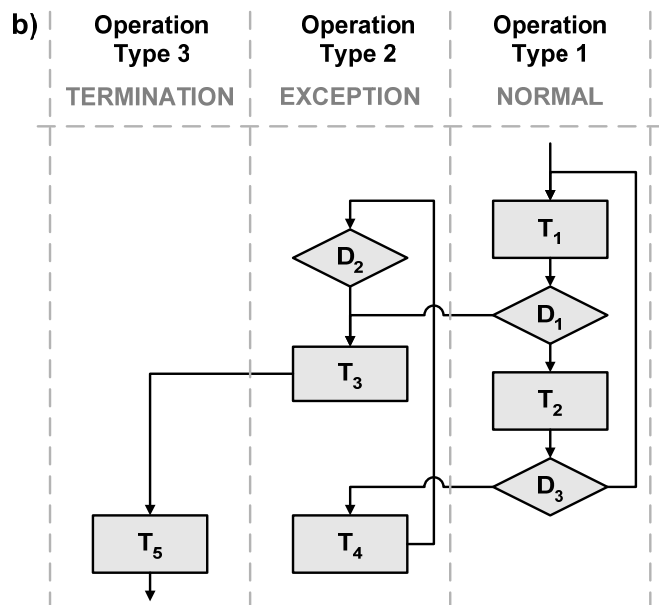 b)
Operation
Type 3
Operation
Type 2
Operation
Type 1
TERMINATION
EXCEPTION
NORMAL
T1
D2
D1
T3
T2
D3
T5
T4